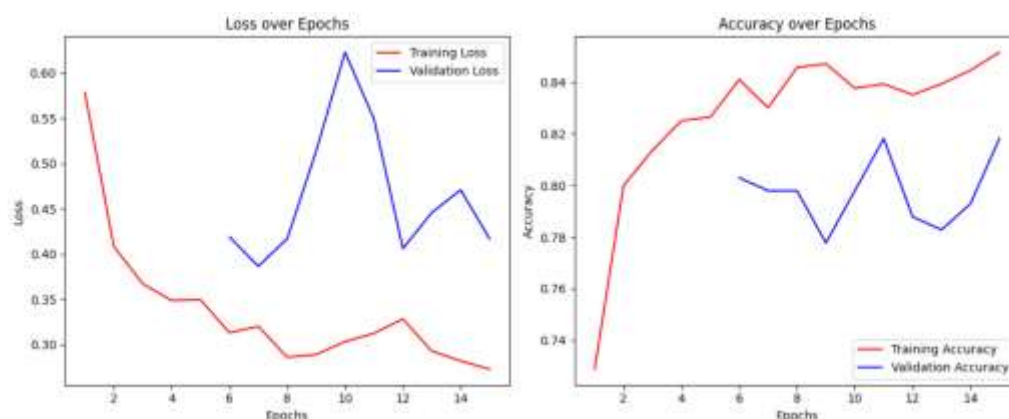 Loss over Epochs
Training Loss
Validation Loss
0.60
0.55
0.50
0.45
0.40
0.35
0.30
Loss
2 4 6 8 10 12 14
Epochs
Accuracy over Epochs
0.84
0.82
0.80
0.78
0.76
0.74
Accuracy
Training Accuracy
Validation Accuracy
2 4 6 8 10 12 14
Epochs